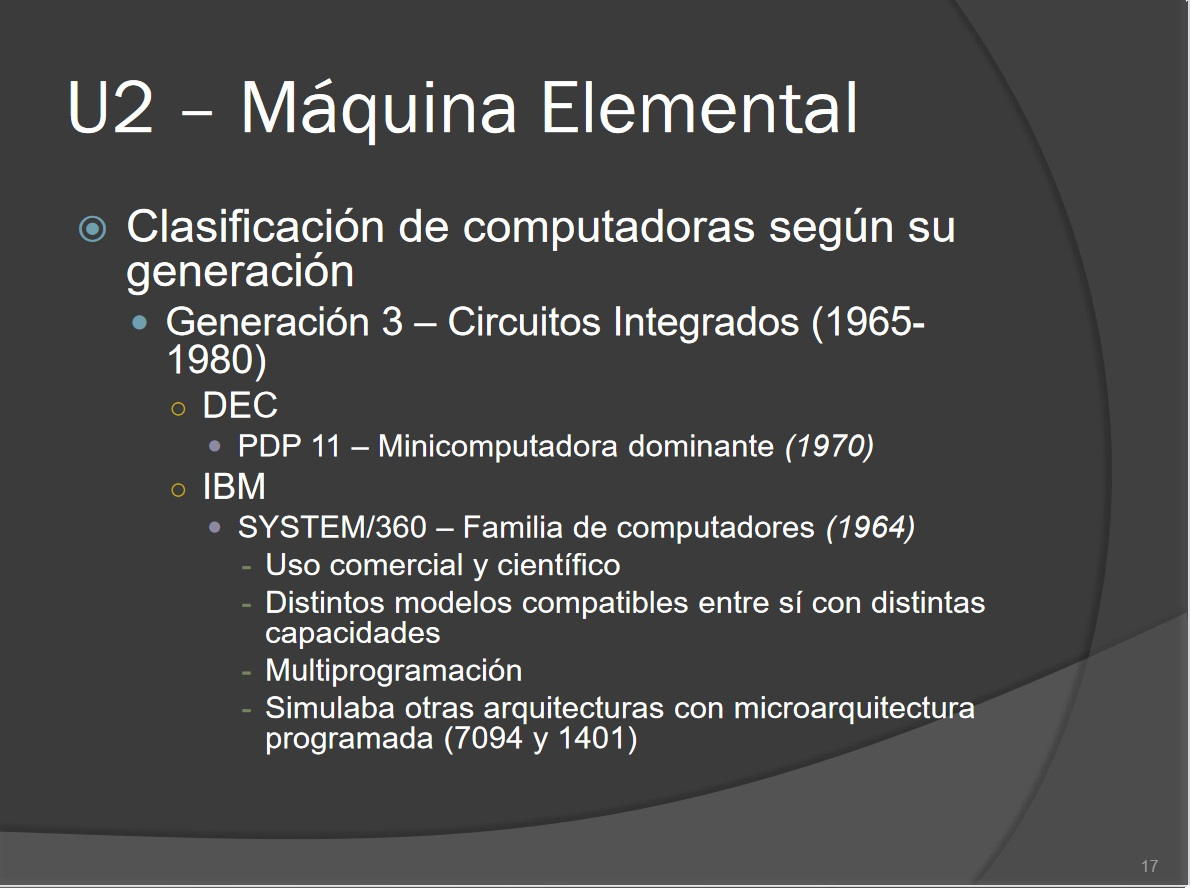 U2 – Máquina Elemental
Clasificación de computadoras según su
generación
Generación 3 – Circuitos Integrados (1965-
1980)
DEC
PDP 11 – Minicomputadora dominante (1970)
IBM
SYSTEM/360 – Familia de computadores (1964)
- Uso comercial y científico
- Distintos modelos compatibles entre sí con distintas
capacidades
- Multiprogramación
- Simulaba otras arquitecturas con microarquitectura
programada (7094 y 1401)
17